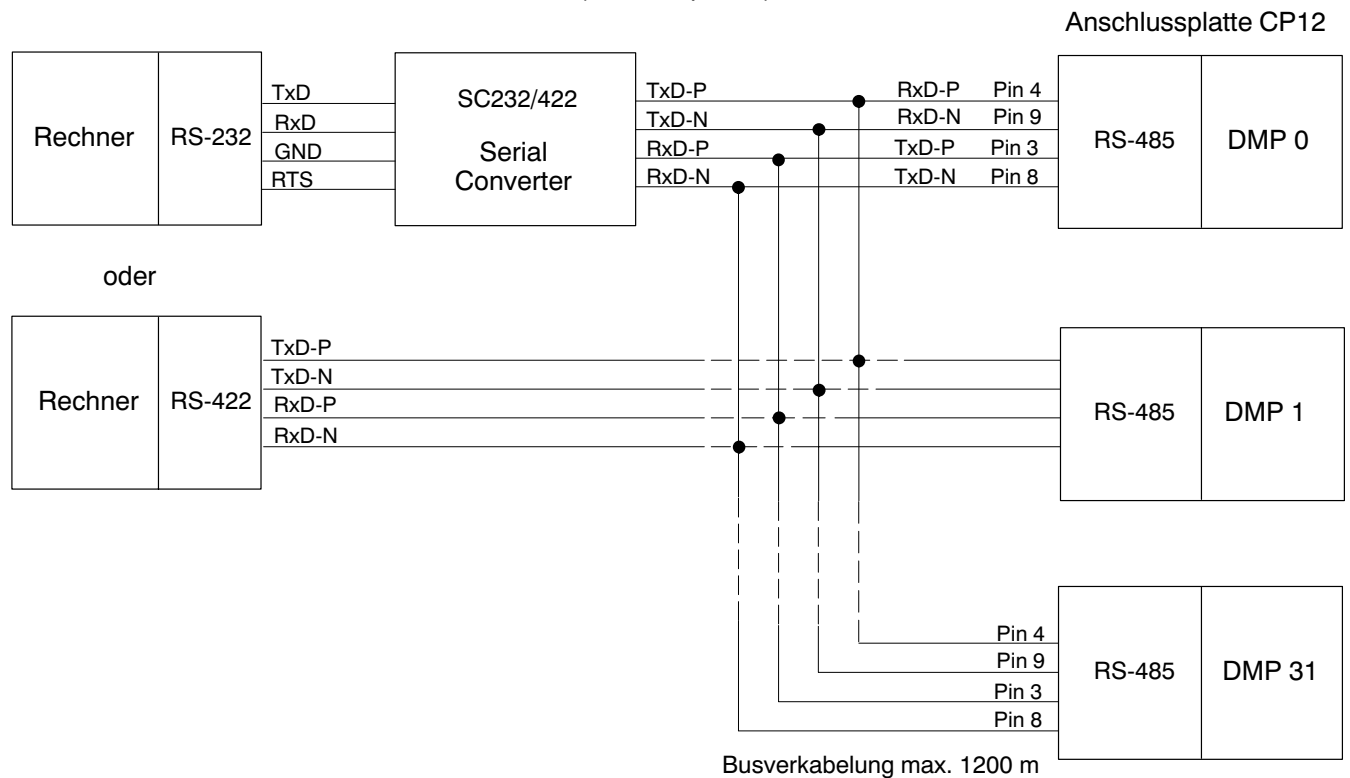 Anschlussplatte CP12
Rechner
RS-232
TxD
RxD
GND
RTS
SC232/422
Serial
Converter
TxD-P
TxD-N
RxD-P
RxD-N
RxD-P Pin 4
RxD-N Pin 9
TxD-P Pin 3
TxD-N Pin 8
RS-485
DMP 0
oder
Rechner
RS-422
TxD-P
TxD-N
RxD-P
RxD-N
RS-485
DMP 1
Pin 4
Pin 9
Pin 3
Pin 8
RS-485
DMP 31
Busverkabelung max. 1200 m